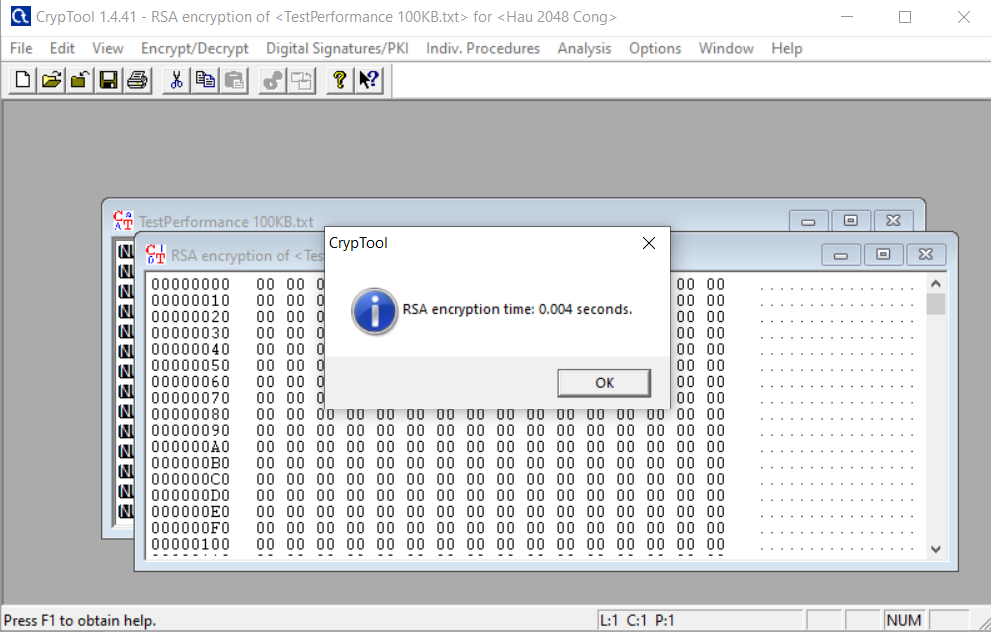 CrypTool 1.4.41 - RSA encryption of <TestPerformance 100KB.txt> for <Hau 2048 Cong>
File Edit View Encrypt/Decrypt Digital Signatures/PKI Indiv. Procedures Analysis Options Window Help
TestPerformance 100KB.txt
RSA encryption of <Tes
CrypTool
RSA encryption time: 0.004 seconds.
OK
00000000 00 00 0 00 00 ................
00000010 00 00 0 00 00 ................
00000020 00 00 0 00 00 ................
00000030 00 00 0 00 00 ................
00000040 00 00 0 00 00 ................
00000050 00 00 0 00 00 ................
00000060 00 00 0 00 00 ................
00000070 00 00 0 00 00 ................
00000080 00 00 00 00 00 00 00 00 00 00 00 00 00 00 00 00 ................
00000090 00 00 00 00 00 00 00 00 00 00 00 00 00 00 00 00 ................
000000A0 00 00 00 00 00 00 00 00 00 00 00 00 00 00 00 00 ................
000000B0 00 00 00 00 00 00 00 00 00 00 00 00 00 00 00 00 ................
000000C0 00 00 00 00 00 00 00 00 00 00 00 00 00 00 00 00 ................
000000D0 00 00 00 00 00 00 00 00 00 00 00 00 00 00 00 00 ................
000000E0 00 00 00 00 00 00 00 00 00 00 00 00 00 00 00 00 ................
000000F0 00 00 00 00 00 00 00 00 00 00 00 00 00 00 00 00 ................
00000100 00 00 00 00 00 00 00 00 00 00 00 00 00 00 00 00 ................
Press F1 to obtain help. L:1 C:1 P:1 NUM